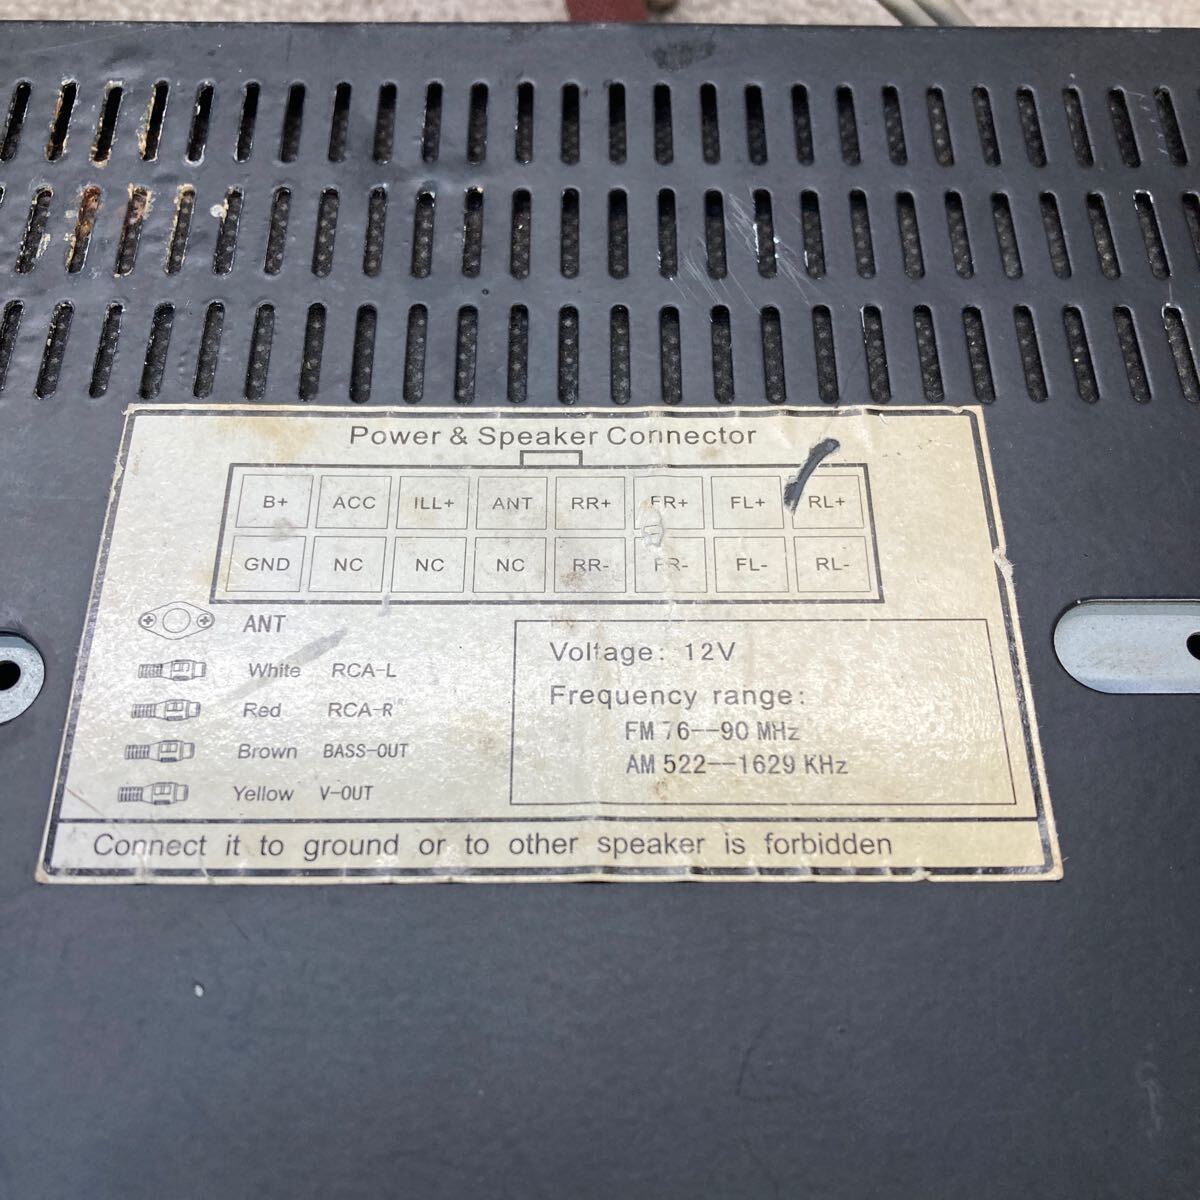 Power & Speaker Connector
B+ ACC ILL+ ANT RR+ FR+ FL+ RL+
GND NC NC NC RR- FR- FL- RL-
ANT
White RCA-L
Red RCA-R
Brown BASS-OUT
Yellow V-OUT
Voltage: 12V
Frequency range:
FM 76--90 MHz
AM 522--1629 KHz
Connect it to ground or to other speaker is forbidden